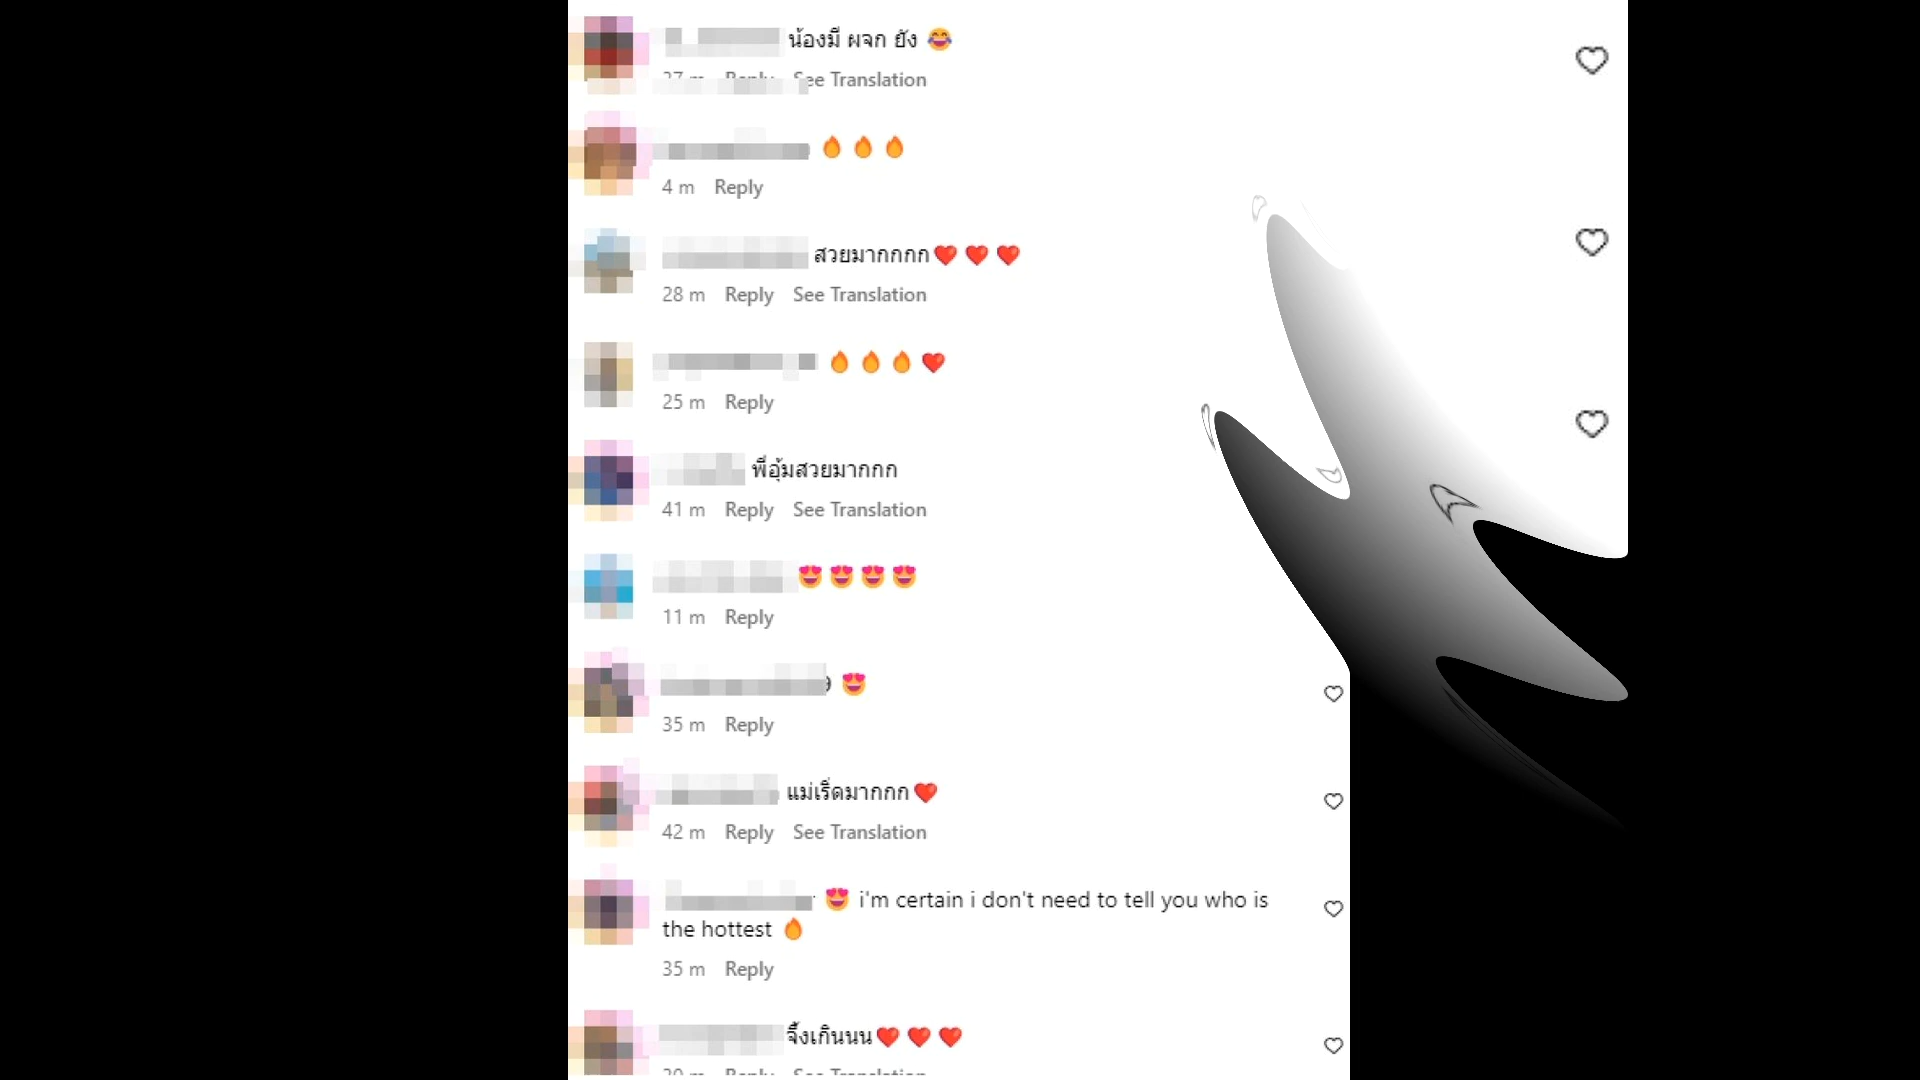 น้องมี ผจก ยัง 😂
27 m Reply See Translation
🔥🔥🔥
4 m Reply
สวยมากกกก❤️❤️❤️
28 m Reply See Translation
🔥🔥🔥❤️
25 m Reply
พี่อุ้มสวยมากกก
41 m Reply See Translation
😍😍😍😍
11 m Reply
😍
35 m Reply
แม่เริ่ดมากกก❤️
42 m Reply See Translation
😍 i'm certain i don't need to tell you who is
the hottest 🔥
35 m Reply
จึ้งเกินนน❤️❤️❤️
Reply See Translation